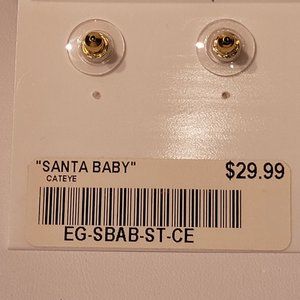 "SANTA BABY" $29.99
CATEYE
EG-SBAB-ST-CE